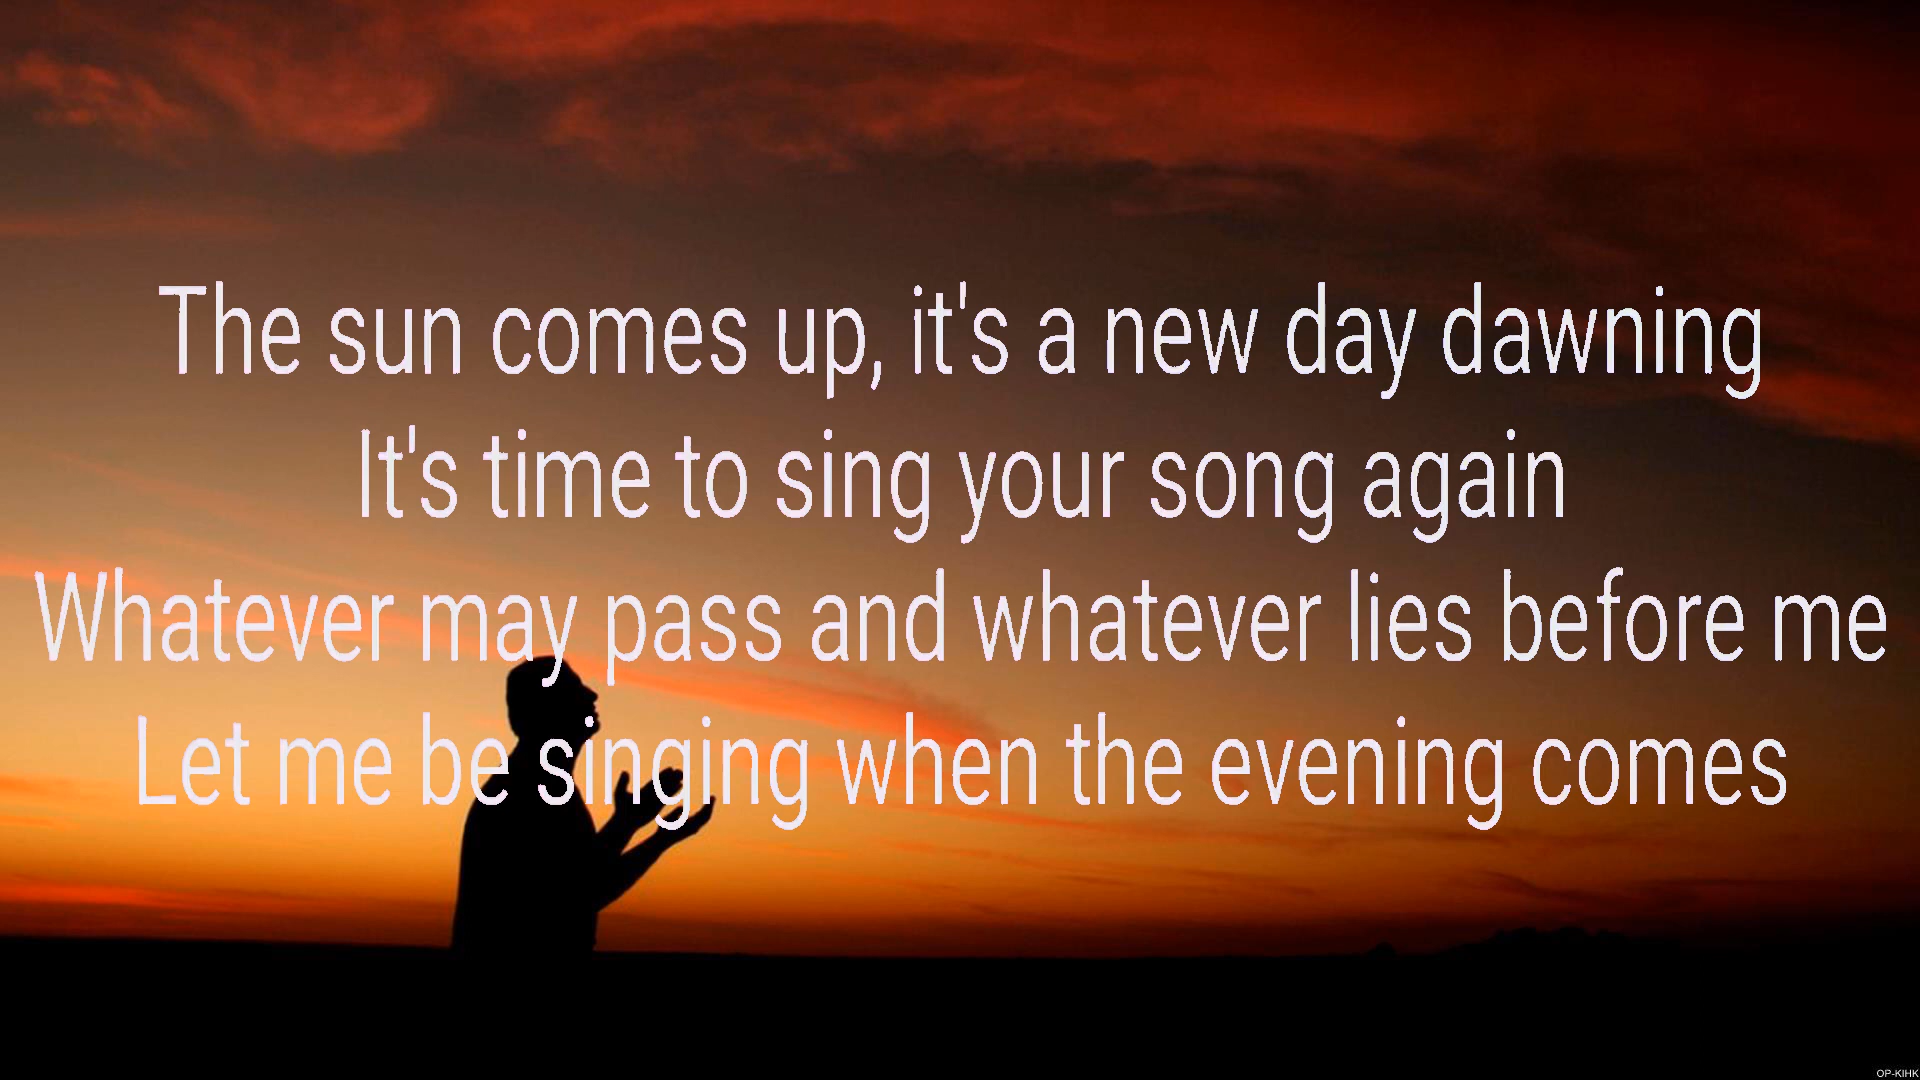 The sun comes up, it's a new day dawning
It's time to sing your song again
Whatever may pass and whatever lies before me
Let me be singing when the evening comes
OP-KIHK